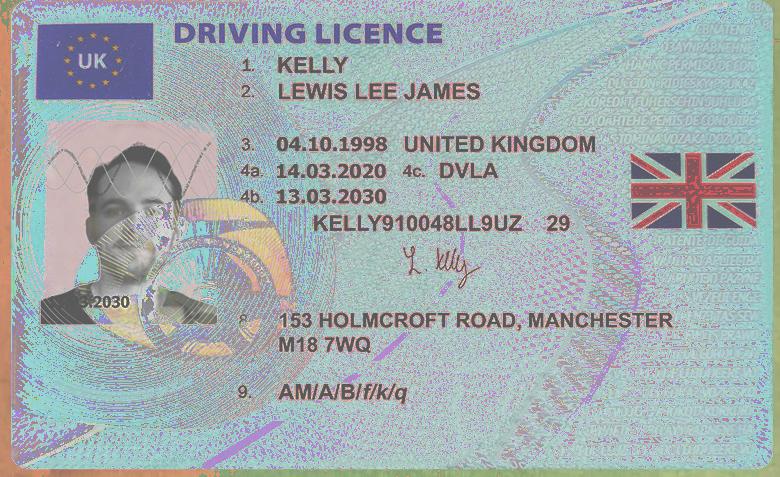 DRIVING LICENCE
UK
1. KELLY
2. LEWIS LEE JAMES
3. 04.10.1998 UNITED KINGDOM
4a. 14.03.2020 4c. DVLA
4b. 13.03.2030
KELLY910048LL9UZ 29
L. Kelly
3.2030
8. 153 HOLMCROFT ROAD, MANCHESTER
M18 7WQ
9. AM/A/B/f/k/q